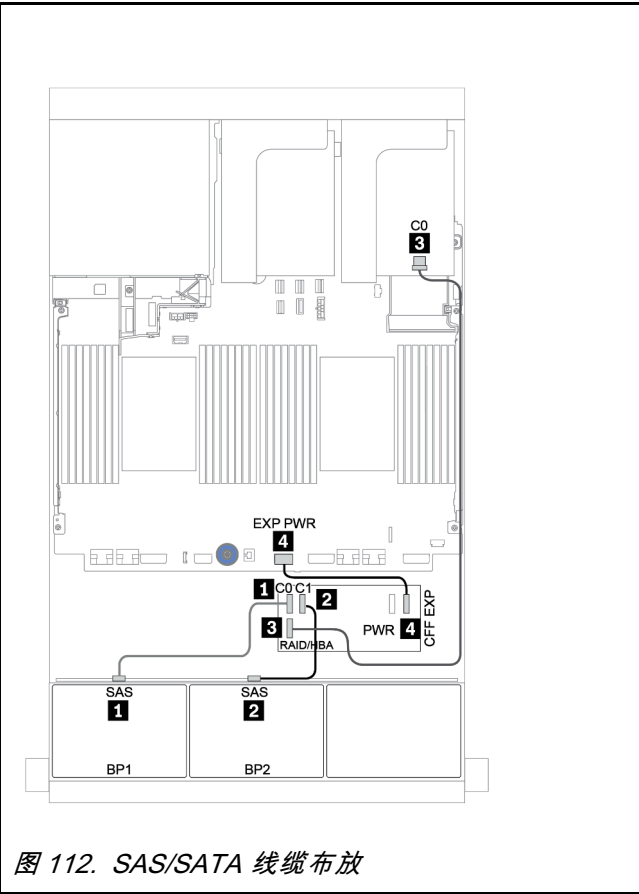 C0
3
EXP PWR
4
1 C0 C1 2
3 PWR 4
RAID/HBA
CFF EXP
SAS SAS
1 2
BP1 BP2
图 112. SAS/SATA 线缆布放